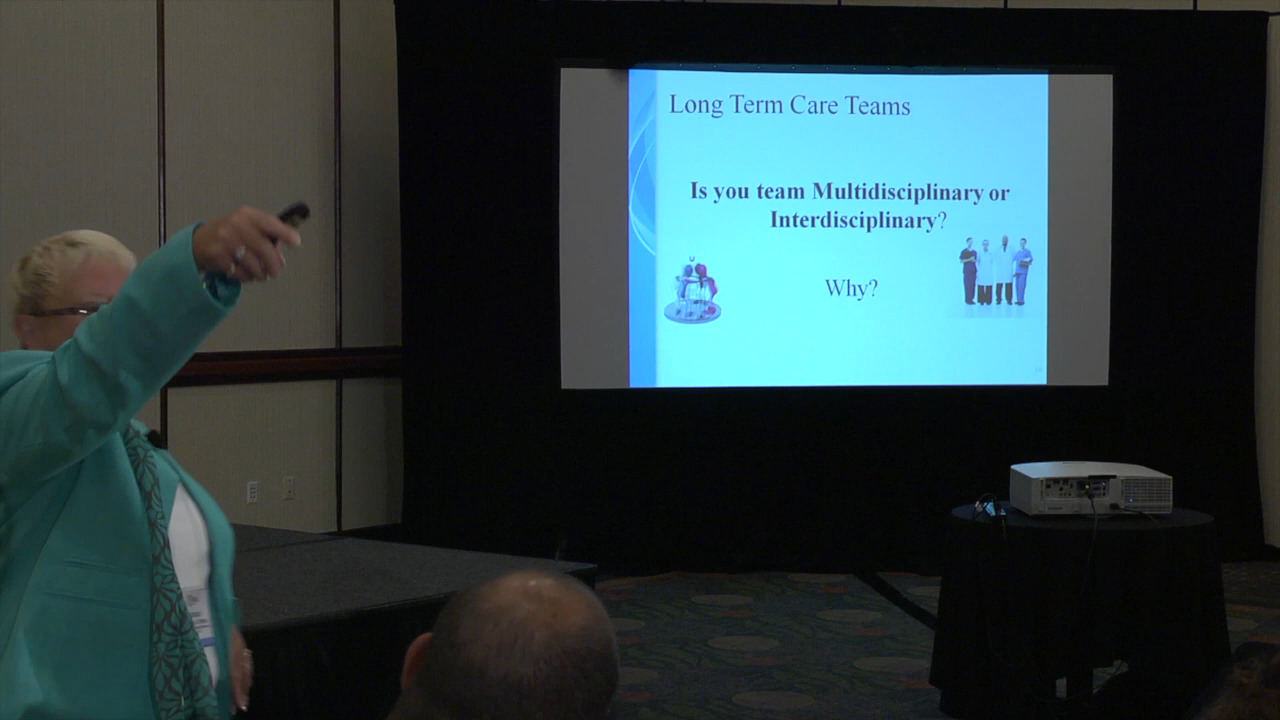 Long Term Care Teams
Is you team Multidisciplinary or
Interdisciplinary?
Why?